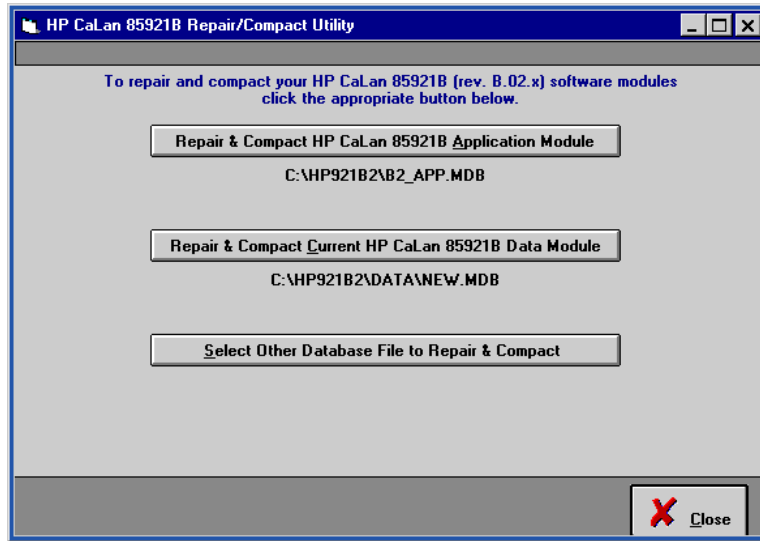 HP CaLan 85921B Repair/Compact Utility
To repair and compact your HP CaLan 85921B (rev. B.02.x) software modules
click the appropriate button below.
Repair & Compact HP CaLan 85921B Application Module
C:\HP921B2\B2_APP.MDB
Repair & Compact Current HP CaLan 85921B Data Module
C:\HP921B2\DATA\NEW.MDB
Select Other Database File to Repair & Compact
Close